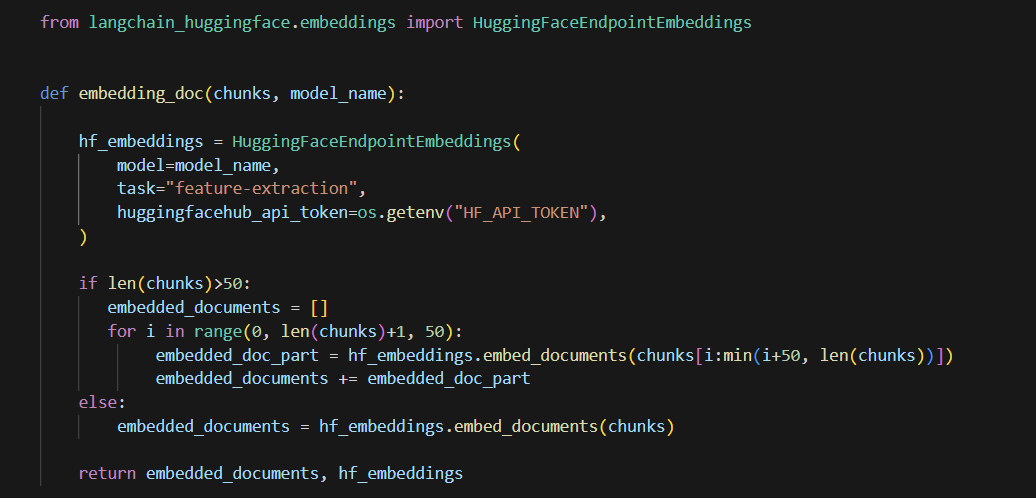 from langchain_huggingface.embeddings import HuggingFaceEndpointEmbeddings
def embedding_doc(chunks, model_name):
    hf_embeddings = HuggingFaceEndpointEmbeddings(
        model=model_name,
        task="feature-extraction",
        huggingfacehub_api_token=os.getenv("HF_API_TOKEN"),
    )
    if len(chunks)>50:
       embedded_documents = []
       for i in range(0, len(chunks)+1, 50):
            embedded_doc_part = hf_embeddings.embed_documents(chunks[i:min(i+50, len(chunks))])
            embedded_documents += embedded_doc_part
    else:
        embedded_documents = hf_embeddings.embed_documents(chunks)
    return embedded_documents, hf_embeddings